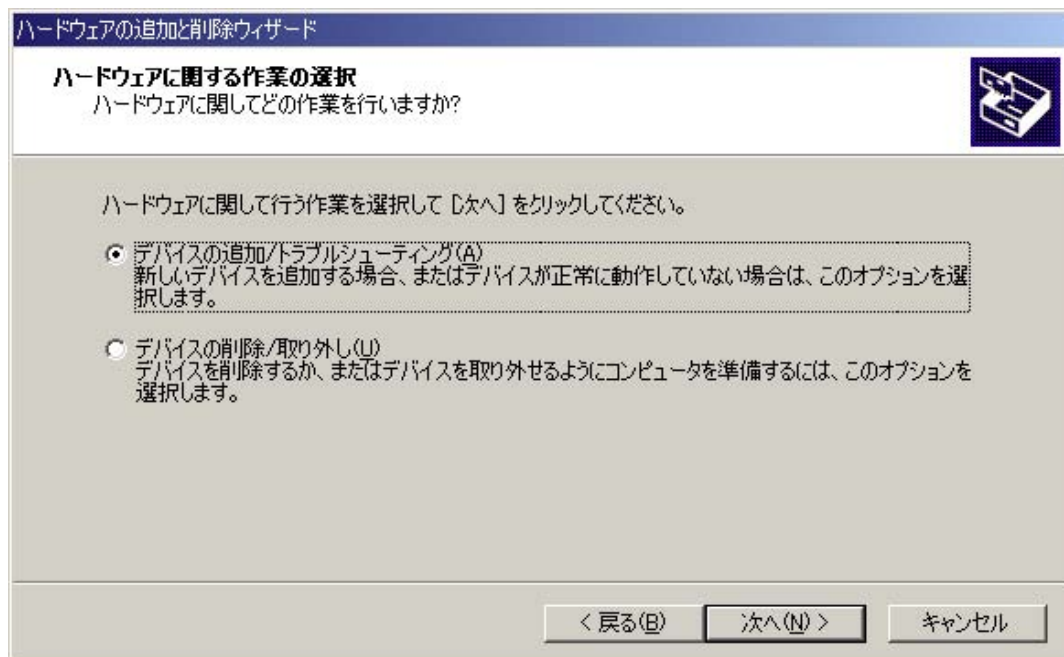 ハードウェアの追加と削除ウィザード
ハードウェアに関する作業の選択
ハードウェアに関してどの作業を行いますか?
ハードウェアに関して行う作業を選択して [次へ] をクリックしてください。
デバイスの追加/トラブルシューティング(A)
新しいデバイスを追加する場合、またはデバイスが正常に動作していない場合は、このオプションを選
択します。
デバイスの削除/取り外し(U)
デバイスを削除するか、またはデバイスを取り外せるようにコンピュータを準備するには、このオプションを
選択します。
< 戻る(B)
次へ(N) >
キャンセル